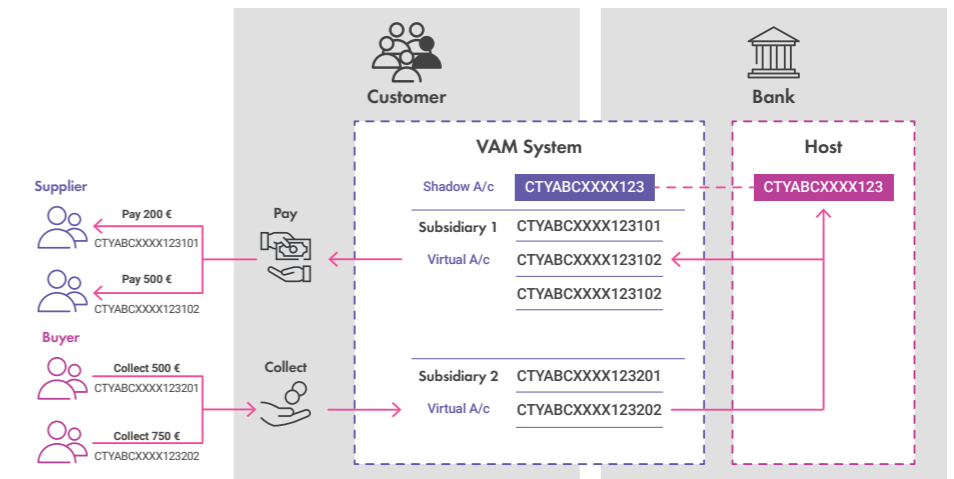 Customer
Bank
VAM System
Host
Shadow A/c
CTYABCXXXX123
CTYABCXXXX123
Supplier
Pay 200 €
CTYABCXXXX123101
Pay
Subsidiary 1
CTYABCXXXX123101
Virtual A/c
CTYABCXXXX123102
CTYABCXXXX123102
Pay 500 €
CTYABCXXXX123102
Buyer
Collect 500 €
CTYABCXXXX123201
Collect
Subsidiary 2
CTYABCXXXX123201
Virtual A/c
CTYABCXXXX123202
Collect 750 €
CTYABCXXXX123202